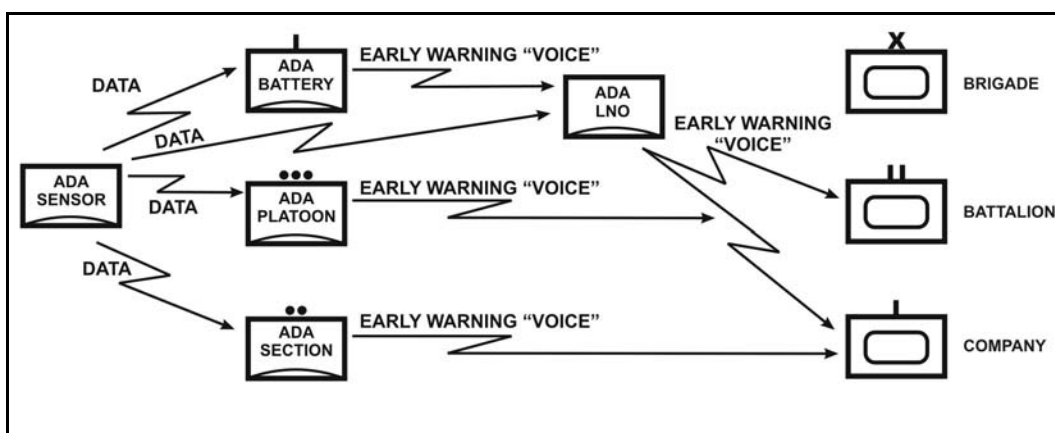 ADA
BATTERY
EARLY WARNING “VOICE”
X
BRIGADE
DATA
ADA
LNO
DATA
EARLY WARNING
“VOICE”
ADA
SENSOR
DATA
ADA
PLATOON
EARLY WARNING “VOICE”
BATTALION
DATA
ADA
SECTION
EARLY WARNING “VOICE”
COMPANY